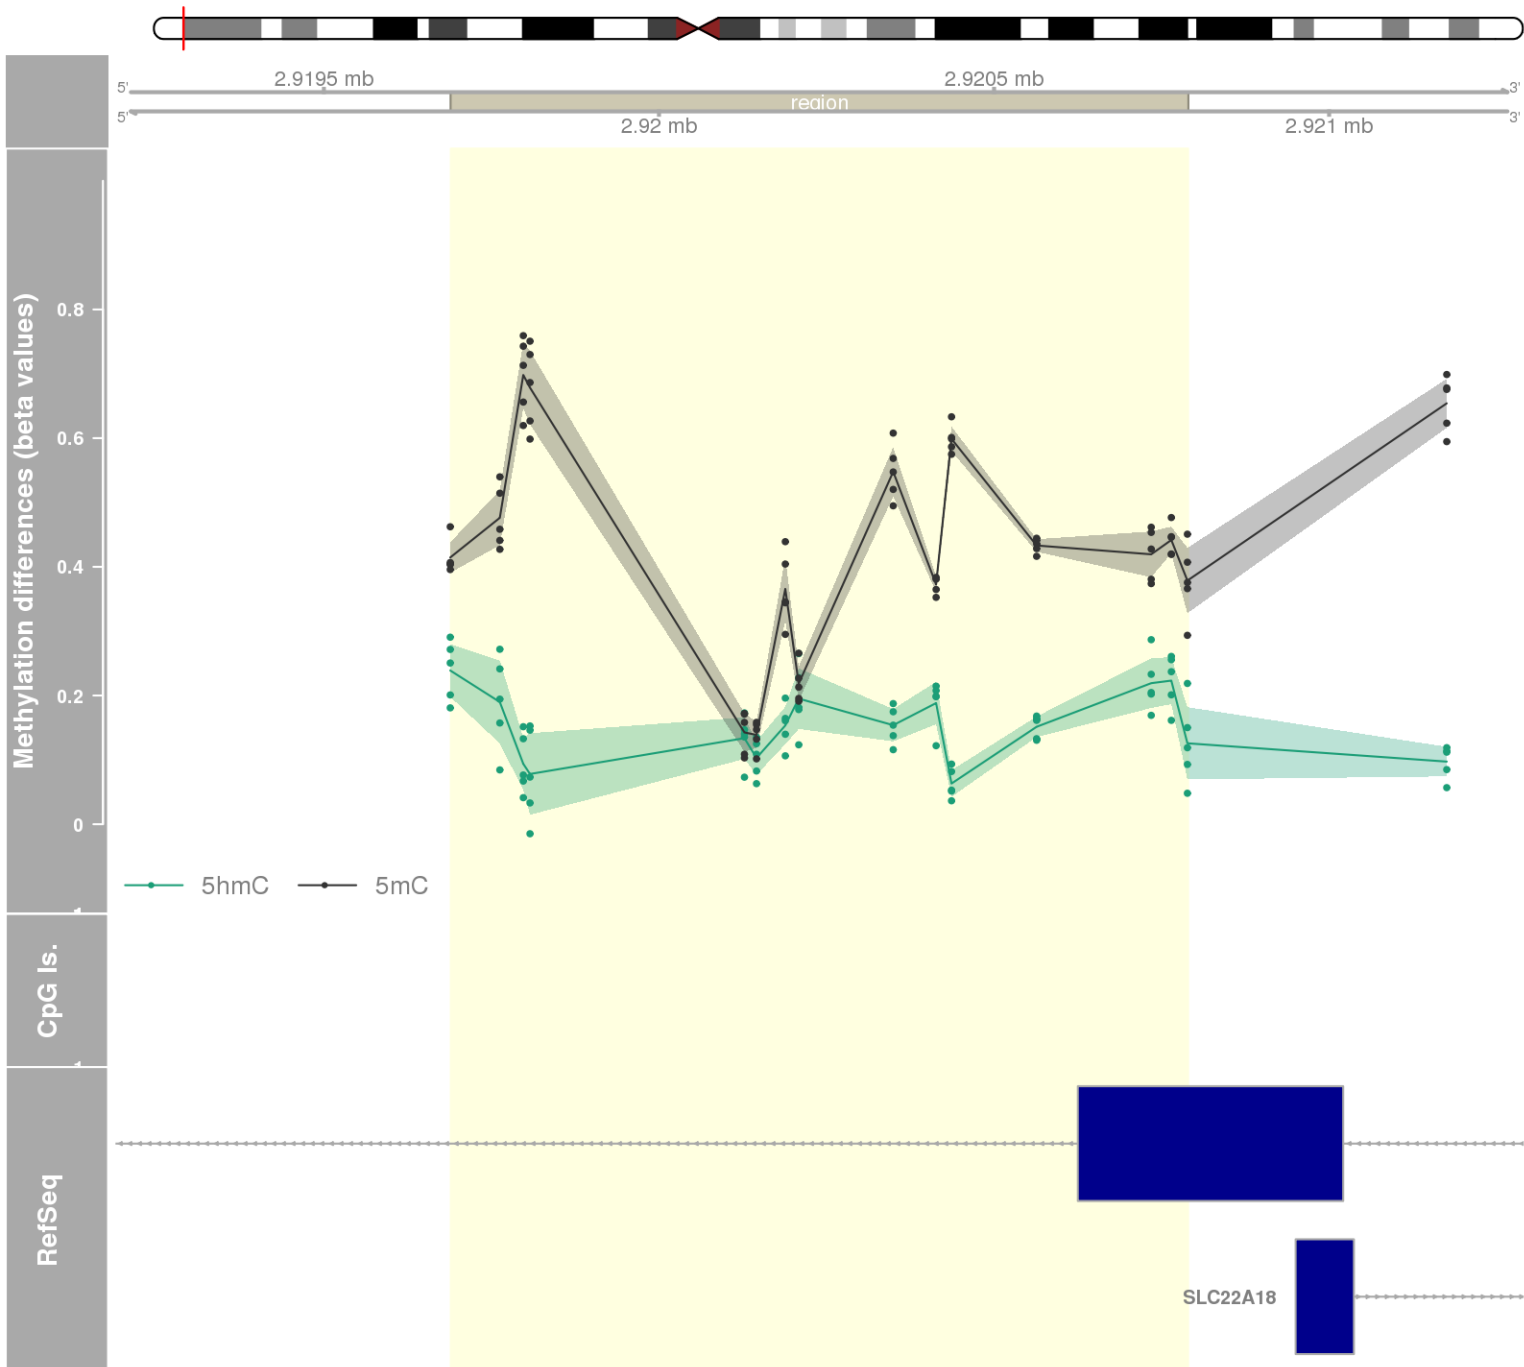 2.9195 mb
2.9205 mb
5'
3'
region
5'
3'
2.92 mb
2.921 mb
Methylation differences (beta values)
0.8
0.6
0.4
0.2
0
5hmC
5mC
CpG Is.
RefSeq
SLC22A18